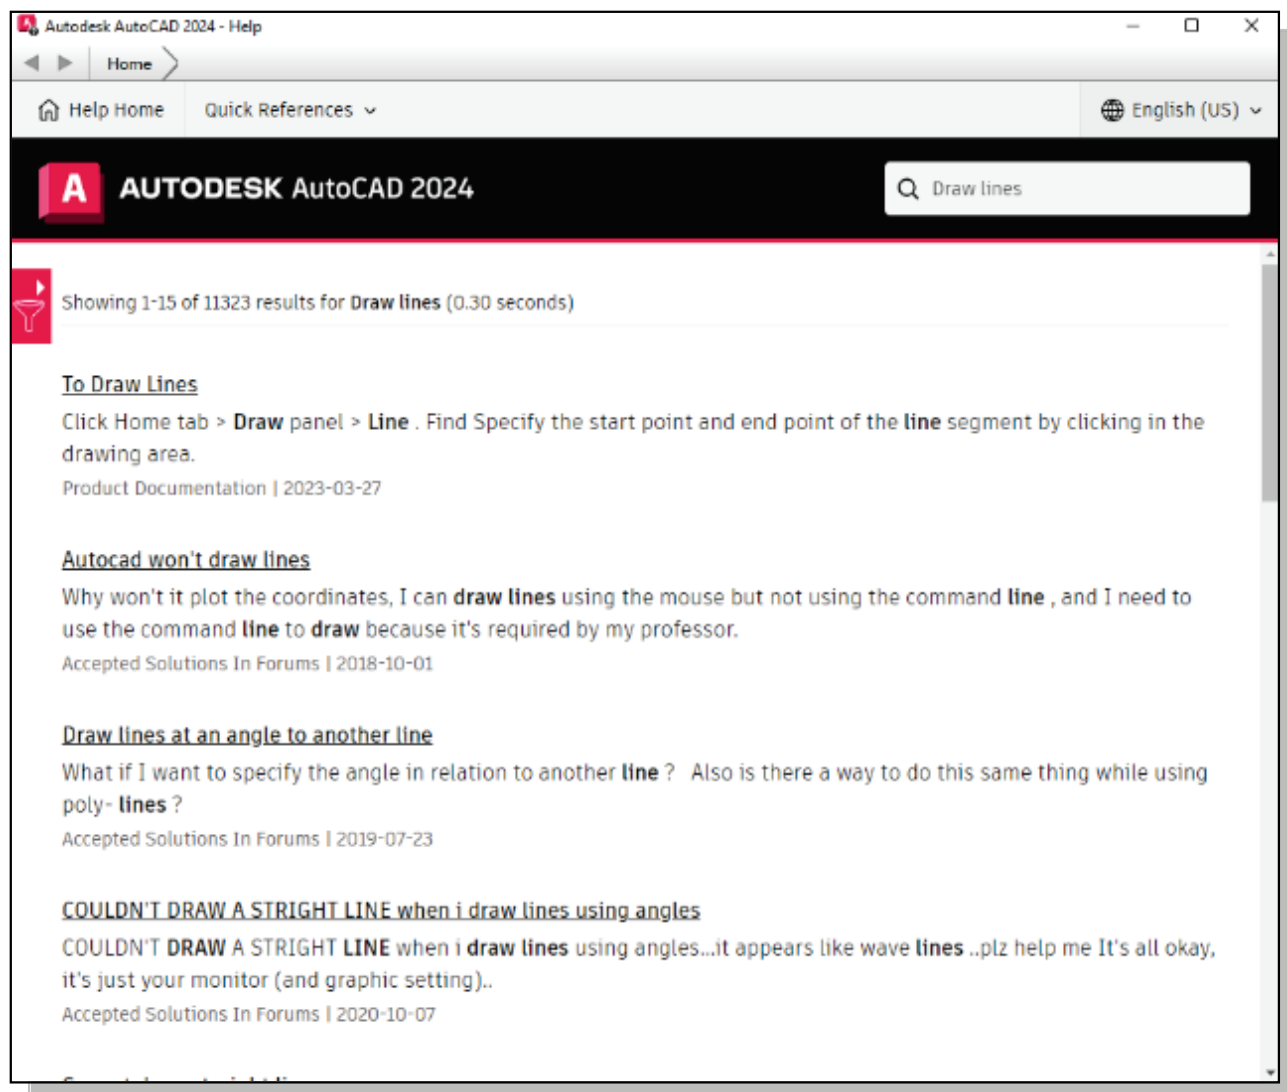 Autodesk AutoCAD 2024 - Help
Home
Help Home
Quick References
English (US)
A
AUTODESK AutoCAD 2024
Draw lines
Showing 1-15 of 11323 results for Draw lines (0.30 seconds)
To Draw Lines
Click Home tab > Draw panel > Line . Find Specify the start point and end point of the line segment by clicking in the
drawing area.
Product Documentation | 2023-03-27
Autocad won't draw lines
Why won't it plot the coordinates, I can draw lines using the mouse but not using the command line , and I need to
use the command line to draw because it's required by my professor.
Accepted Solutions In Forums | 2018-10-01
Draw lines at an angle to another line
What if I want to specify the angle in relation to another line ? Also is there a way to do this same thing while using
poly- lines ?
Accepted Solutions In Forums | 2019-07-23
COULDN'T DRAW A STRIGHT LINE when i draw lines using angles
COULDN'T DRAW A STRIGHT LINE when i draw lines using angles...it appears like wave lines ..plz help me It's all okay,
it's just your monitor (and graphic setting)..
Accepted Solutions In Forums | 2020-10-07